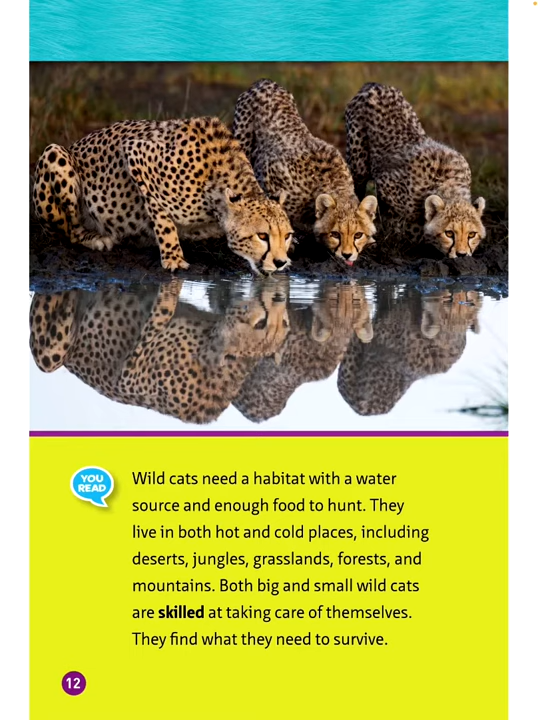 YOU
READ
Wild cats need a habitat with a water
source and enough food to hunt. They
live in both hot and cold places, including
deserts, jungles, grasslands, forests, and
mountains. Both big and small wild cats
are skilled at taking care of themselves.
They find what they need to survive.
12